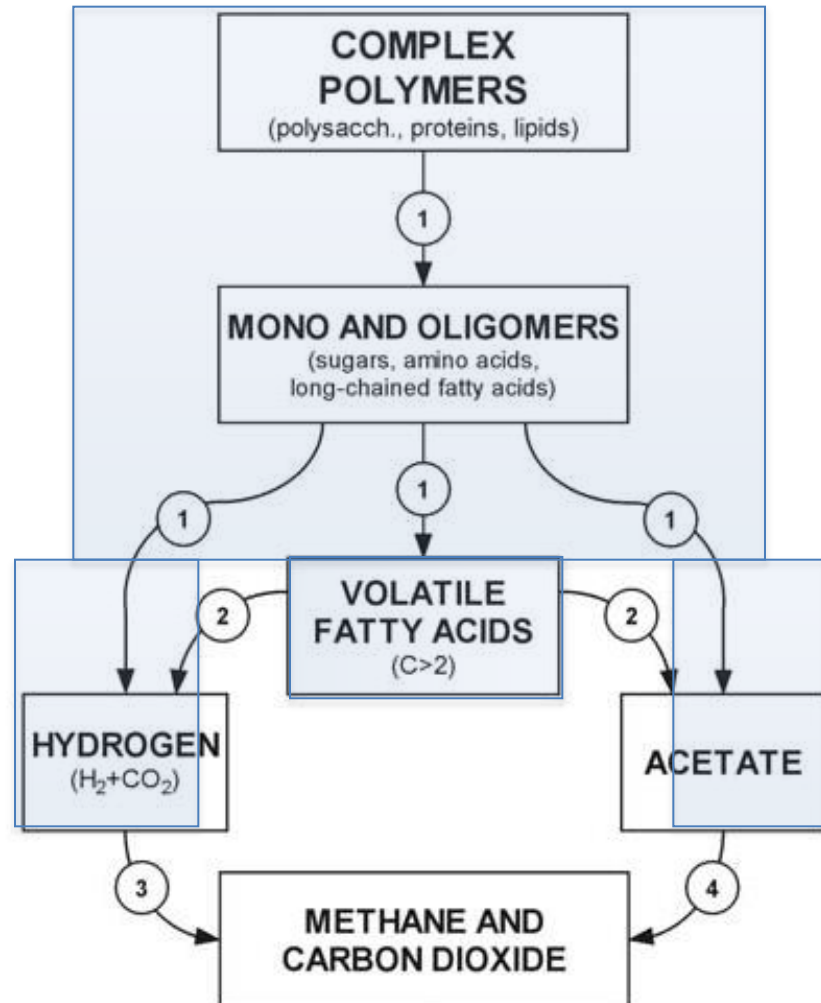 COMPLEX
POLYMERS
(polysacch., proteins, lipids)
1
MONO AND OLIGOMERS
(sugars, amino acids,
long-chained fatty acids)
1
1
1
VOLATILE
FATTY ACIDS
(C>2)
2
2
HYDROGEN
(H₂+CO₂)
ACETATE
3
4
METHANE AND
CARBON DIOXIDE